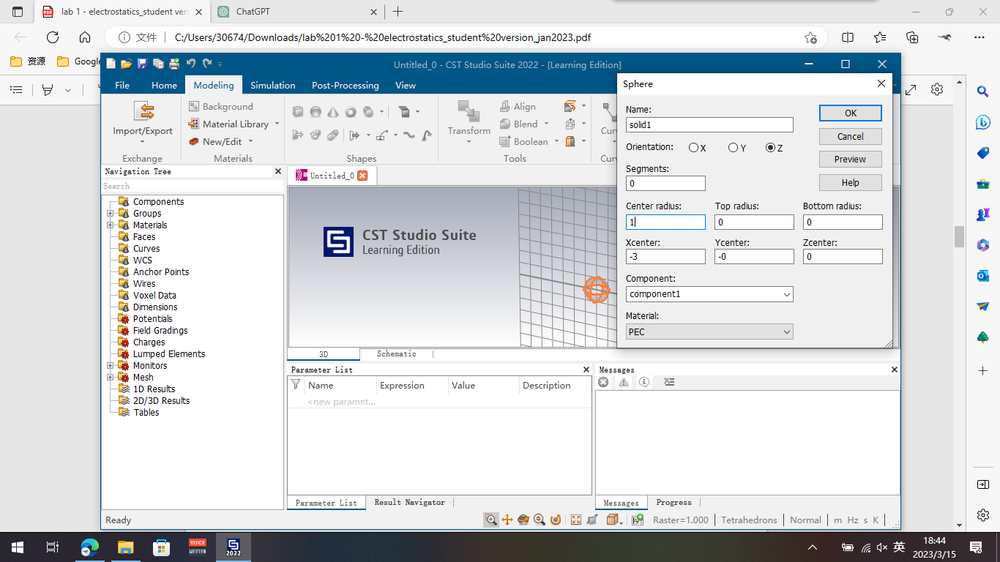 lab 1 - electrostatics_student ver
ChatGPT
文件
C:/Users/30674/Downloads/lab%201%20-%20electrostatics_student%20version_jan2023.pdf
资源
Google
Untitled_0 - CST Studio Suite 2022 - [Learning Edition]
File
Home
Modeling
Simulation
Post-Processing
View
Import/Export
Exchange
Background
Material Library
New/Edit
Materials
Shapes
Transform
Align
Blend
Boolean
Tools
Cur
Cur
Navigation Tree
Search
Components
Groups
Materials
Faces
Curves
WCS
Anchor Points
Wires
Voxel Data
Dimensions
Potentials
Field Gradings
Charges
Lumped Elements
Monitors
Mesh
1D Results
2D/3D Results
Tables
Untitled_0
CST Studio Suite
Learning Edition
3D
Schematic
Sphere
Name:
solid1
OK
Cancel
Preview
Help
Orientation:
X
Y
Z
Segments:
0
Center radius:
Top radius:
Bottom radius:
1
0
0
Xcenter:
Ycenter:
Zcenter:
-3
-0
0
Component:
component1
Material:
PEC
Parameter List
Name
Expression
Value
Description
<new paramet...
Parameter List
Result Navigator
Messages
Messages
Progress
Ready
Raster=1.000
Tetrahedrons
Normal
m Hz s K
VOICE
MEETER
2022
英
18:44
2023/3/15